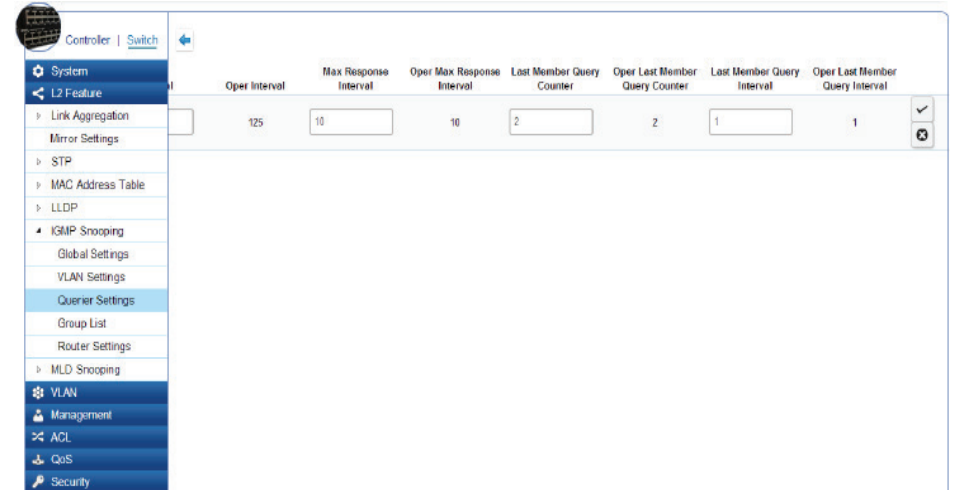 Controller | Switch
System
L2 Feature
Link Aggregation
Mirror Settings
STP
MAC Address Table
LLDP
IGMP Snooping
Global Settings
VLAN Settings
Querier Settings
Group List
Router Settings
MLD Snooping
VLAN
Management
ACL
QoS
Security
Oper Interval
Max Response
Interval
Oper Max Response
Interval
Last Member Query
Counter
Oper Last Member
Query Counter
Last Member Query
Interval
Oper Last Member
Query Interval
125
10
10
2
2
1
1